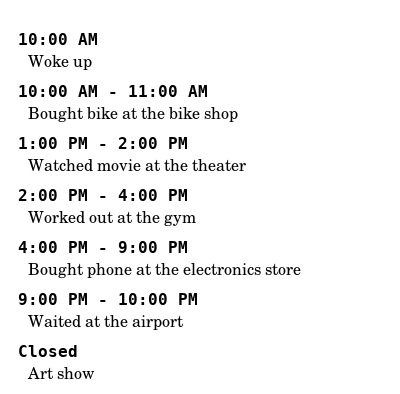 10:00 AM
Woke up
10:00 AM - 11:00 AM
Bought bike at the bike shop
1:00 PM - 2:00 PM
Watched movie at the theater
2:00 PM - 4:00 PM
Worked out at the gym
4:00 PM - 9:00 PM
Bought phone at the electronics store
9:00 PM - 10:00 PM
Waited at the airport
Closed
Art show